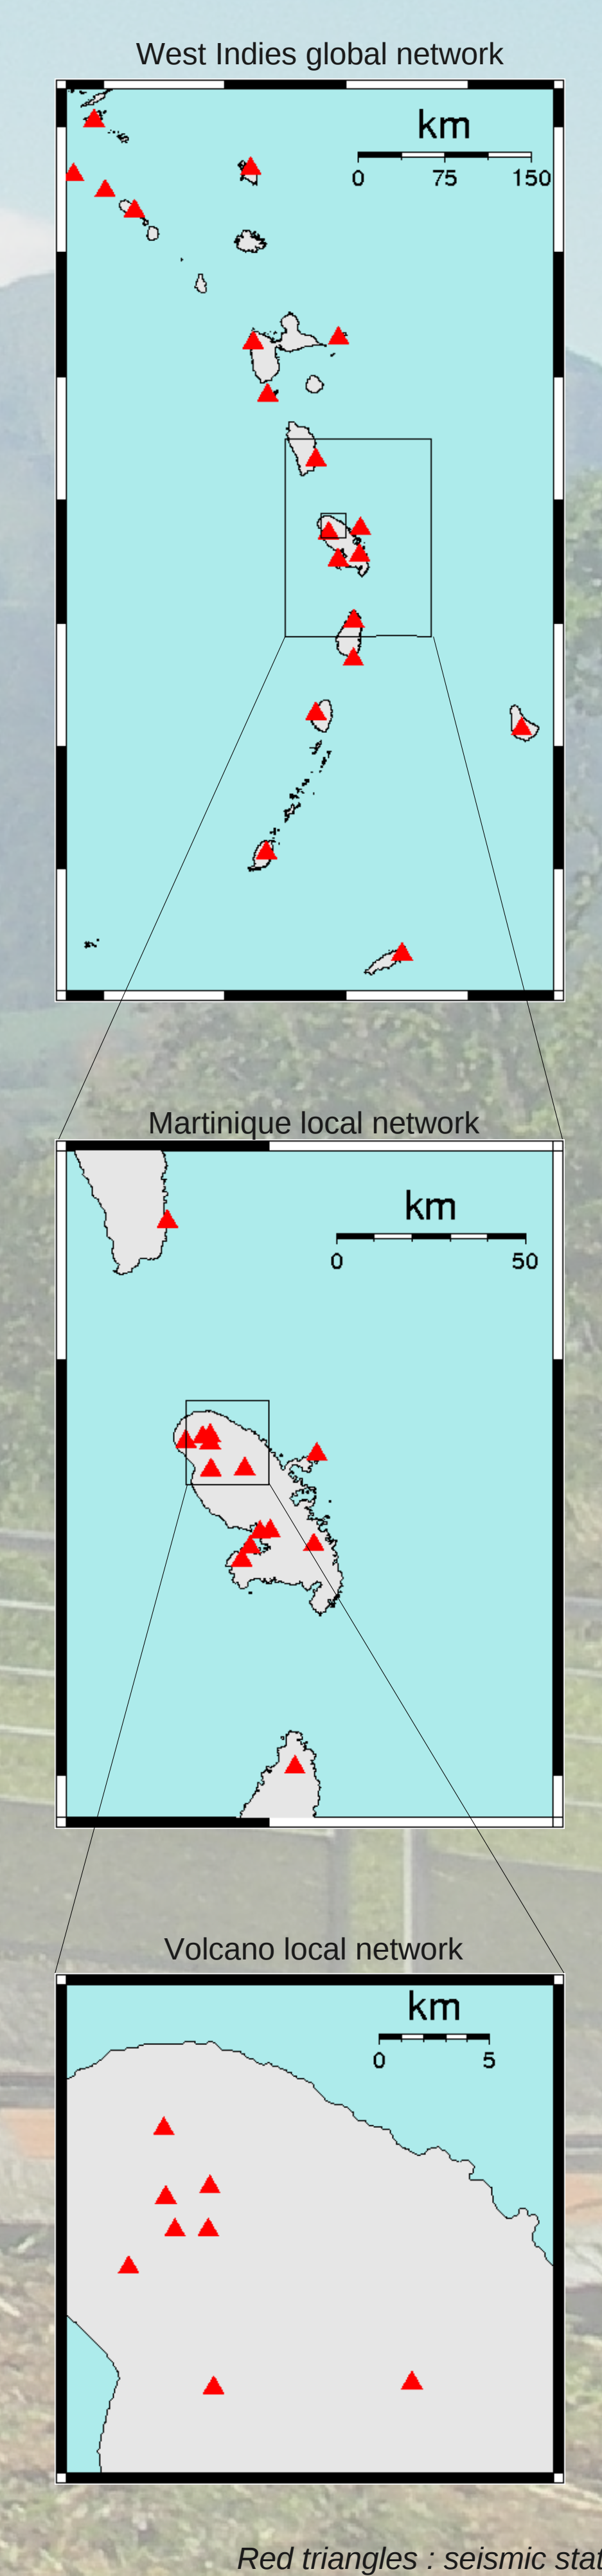 West Indies global network
km
0 75 150
Martinique local network
km
0 50
Volcano local network
km
0 5
Red triangles : seismic stat